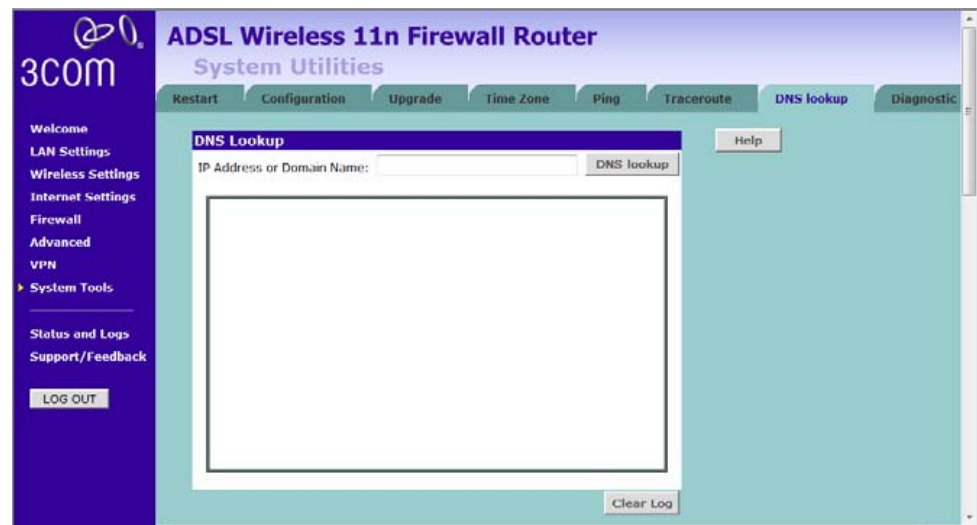 3COM
ADSL Wireless 11n Firewall Router
System Utilities
Restart
Configuration
Upgrade
Time Zone
Ping
Traceroute
DNS lookup
Diagnostic
Welcome
LAN Settings
Wireless Settings
Internet Settings
Firewall
Advanced
VPN
System Tools
Status and Logs
Support/Feedback
LOG OUT
DNS Lookup
IP Address or Domain Name:
DNS lookup
Help
Clear Log